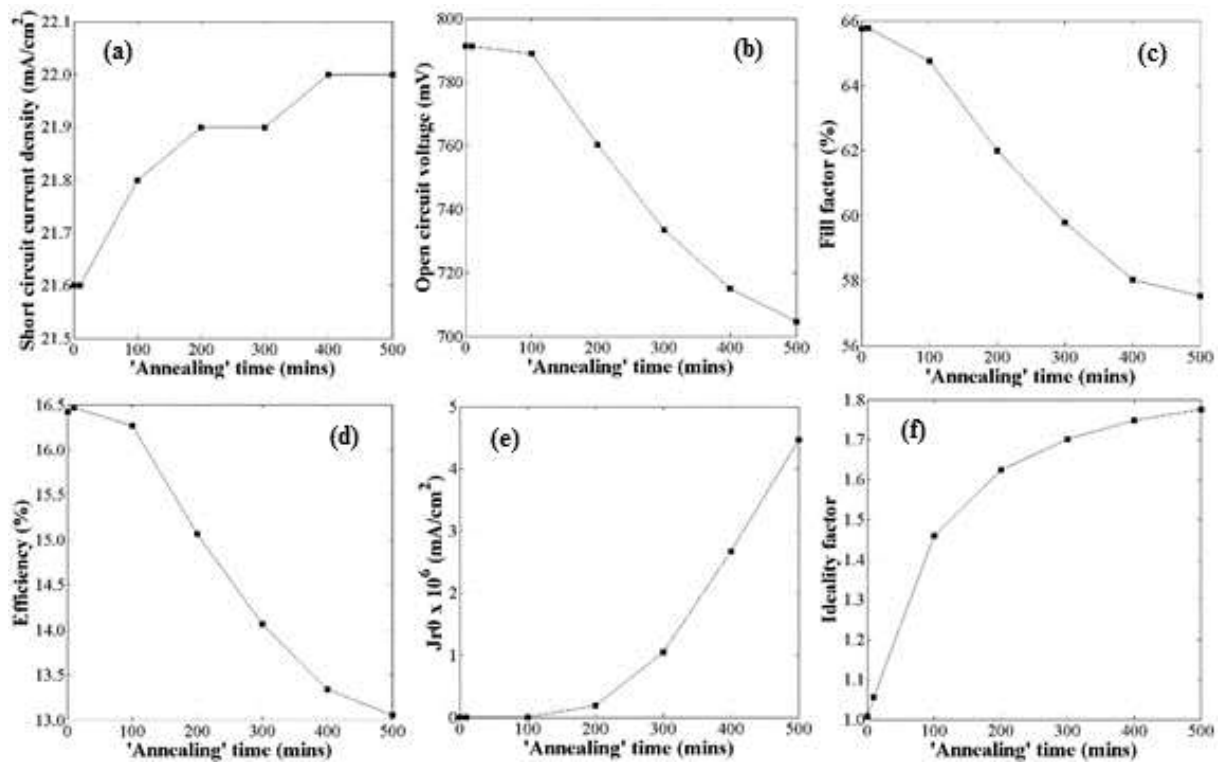 (a)
Short circuit current density (mA/cm²)
22.1
22.0
21.9
21.8
21.7
21.6
21.5
0 100 200 300 400 500
'Annealing' time (mins)
(b)
Open circuit voltage (mV)
800
780
760
740
720
700
0 100 200 300 400 500
'Annealing' time (mins)
(c)
Fill factor (%)
66
64
62
60
58
56
0 100 200 300 400 500
'Annealing' time (mins)
(d)
Efficiency (%)
16.5
16.0
15.5
15.0
14.5
14.0
13.5
13.0
0 100 200 300 400 500
'Annealing' time (mins)
(e)
Jr0 x 10⁶ (mA/cm²)
5
4
3
2
1
0
0 100 200 300 400 500
'Annealing' time (mins)
(f)
Ideality factor
1.8
1.7
1.6
1.5
1.4
1.3
1.2
1.1
1.0
0 100 200 300 400 500
'Annealing' time (mins)